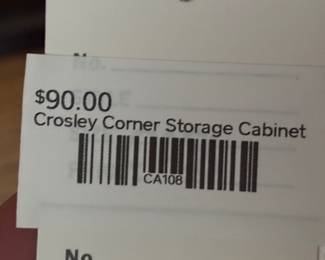 No.
$90.00
Crosley Corner Storage Cabinet
CA108
No